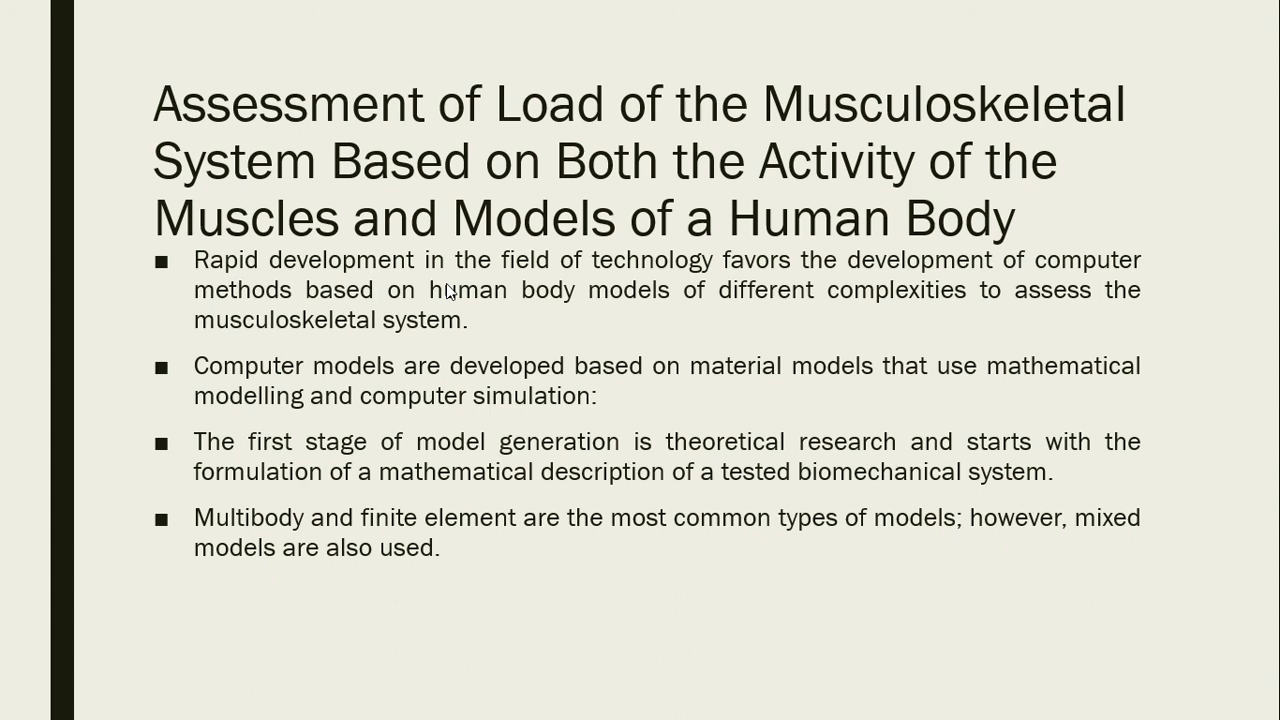 Assessment of Load of the Musculoskeletal
System Based on Both the Activity of the
Muscles and Models of a Human Body
■ Rapid development in the field of technology favors the development of computer
methods based on human body models of different complexities to assess the
musculoskeletal system.
■ Computer models are developed based on material models that use mathematical
modelling and computer simulation:
■ The first stage of model generation is theoretical research and starts with the
formulation of a mathematical description of a tested biomechanical system.
■ Multibody and finite element are the most common types of models; however, mixed
models are also used.